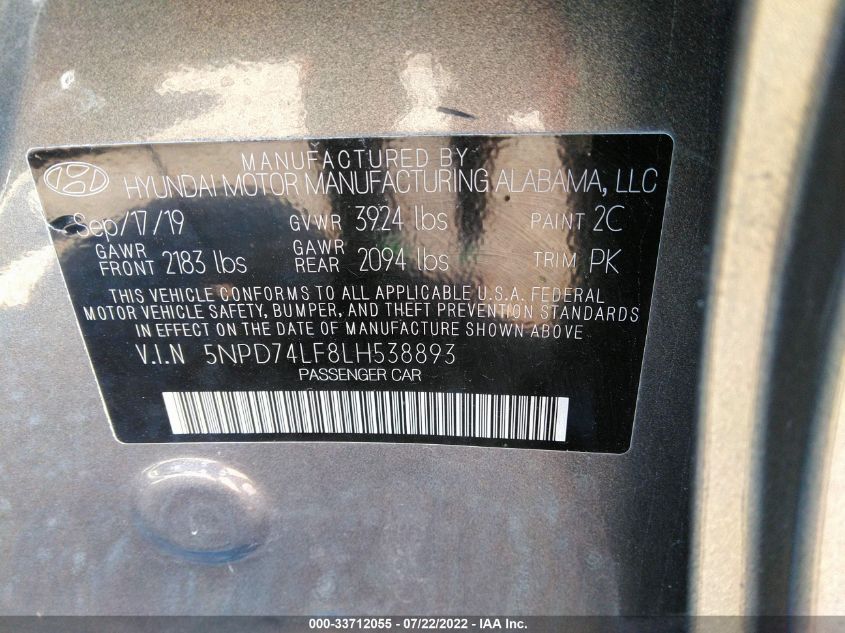 MANUFACTURED BY
HYUNDAI MOTOR MANUFACTURING ALABAMA, LLC
Sep/17/19 GVWR 3924 lbs PAINT 2C
GAWR FRONT 2183 lbs GAWR REAR 2094 lbs TRIM PK
THIS VEHICLE CONFORMS TO ALL APPLICABLE U.S.A. FEDERAL
MOTOR VEHICLE SAFETY, BUMPER, AND THEFT PREVENTION STANDARDS
IN EFFECT ON THE DATE OF MANUFACTURE SHOWN ABOVE.
V.I.N 5NPD74LF8LH538893
PASSENGER CAR
000-33712055 - 07/22/2022 - IAA Inc.